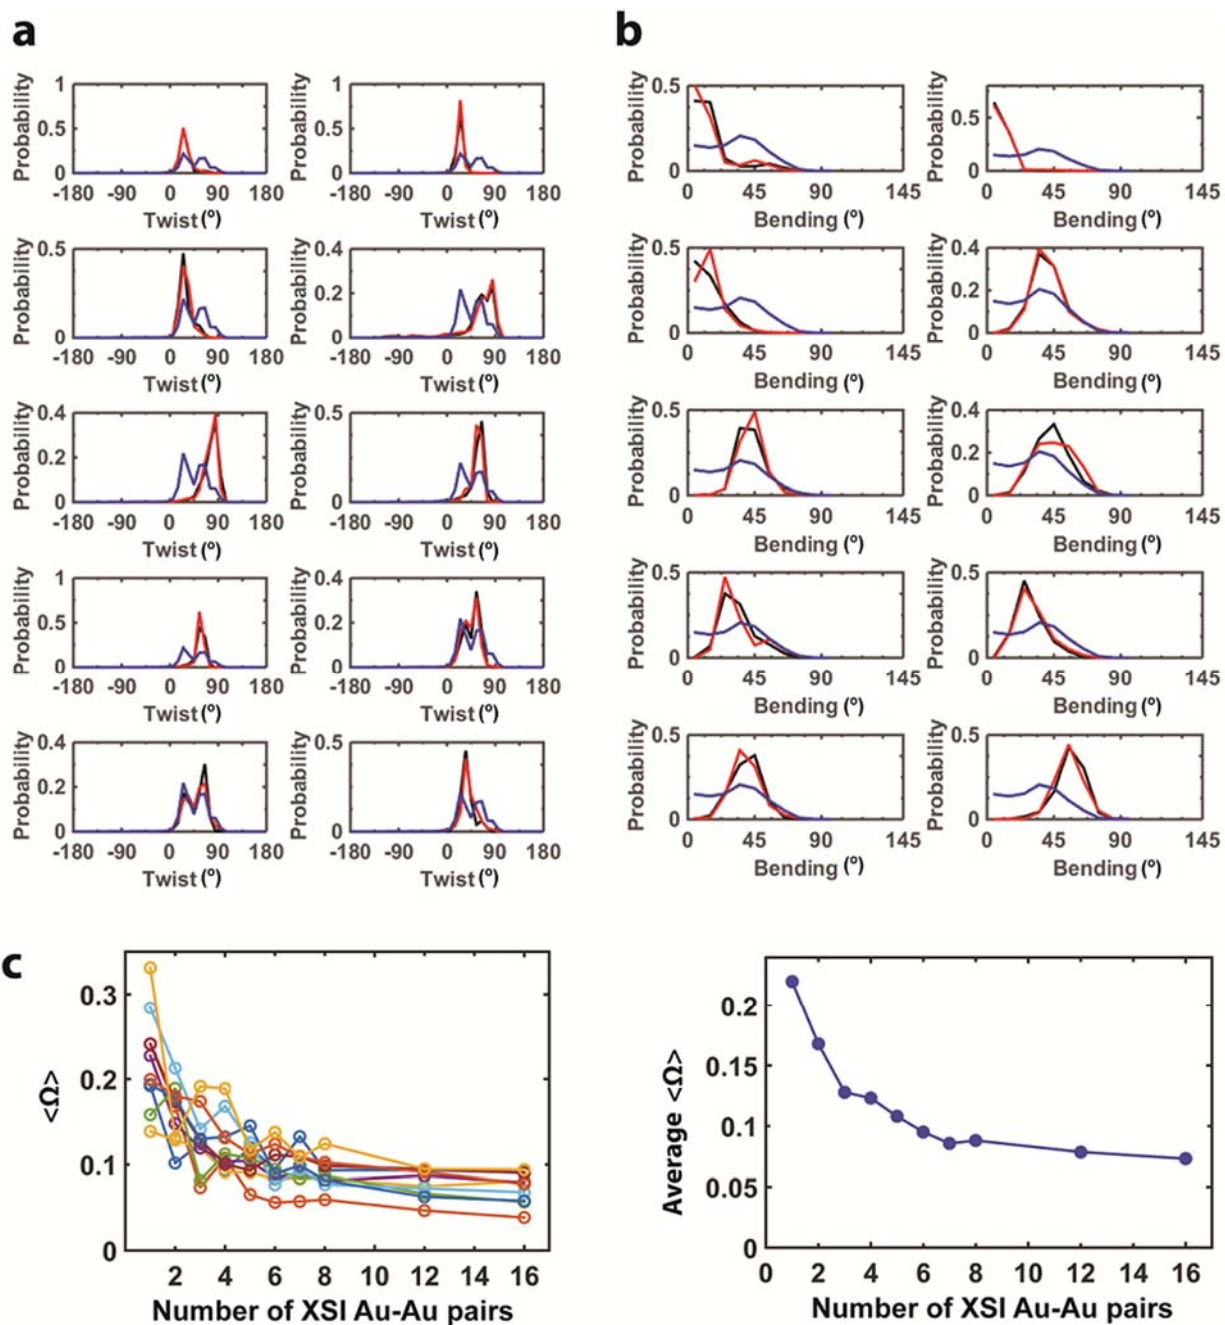 a
b
Probability
1
0.5
0
-180 -90 0 90 180
Twist (º)
Probability
1
0.5
0
-180 -90 0 90 180
Twist (º)
Probability
0.5
0
0 45 90 145
Bending (º)
Probability
0.5
0
0 45 90 145
Bending (º)
Probability
0.5
0
-180 -90 0 90 180
Twist (º)
Probability
0.4
0.2
0
-180 -90 0 90 180
Twist (º)
Probability
0.5
0
0 45 90 145
Bending (º)
Probability
0.4
0.2
0
0 45 90 145
Bending (º)
Probability
0.4
0.2
0
-180 -90 0 90 180
Twist (º)
Probability
0.5
0
-180 -90 0 90 180
Twist (º)
Probability
0.5
0
0 45 90 145
Bending (º)
Probability
0.4
0.2
0
0 45 90 145
Bending (º)
Probability
1
0.5
0
-180 -90 0 90 180
Twist (º)
Probability
0.4
0.2
0
-180 -90 0 90 180
Twist (º)
Probability
0.5
0
0 45 90 145
Bending (º)
Probability
0.5
0
0 45 90 145
Bending (º)
Probability
0.4
0.2
0
-180 -90 0 90 180
Twist (º)
Probability
0.5
0
-180 -90 0 90 180
Twist (º)
Probability
0.5
0
0 45 90 145
Bending (º)
Probability
0.5
0
0 45 90 145
Bending (º)
c
<Ω>
0.3
0.2
0.1
0
2 4 6 8 10 12 14 16
Number of XSI Au-Au pairs
Average <Ω>
0.2
0.15
0.1
0.05
0
0 2 4 6 8 10 12 14 16
Number of XSI Au-Au pairs